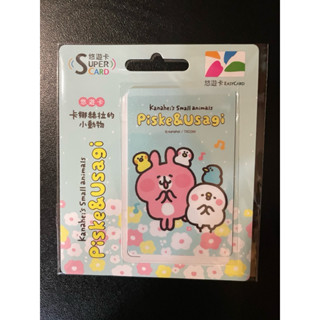 悠遊卡
SUPER
CARD
悠遊卡
EASYCARD
悠遊卡
卡娜赫拉的
小動物
Kanahei's Small animals
Piske&Usagi
Kanahei's Small animals
Piske&Usagi